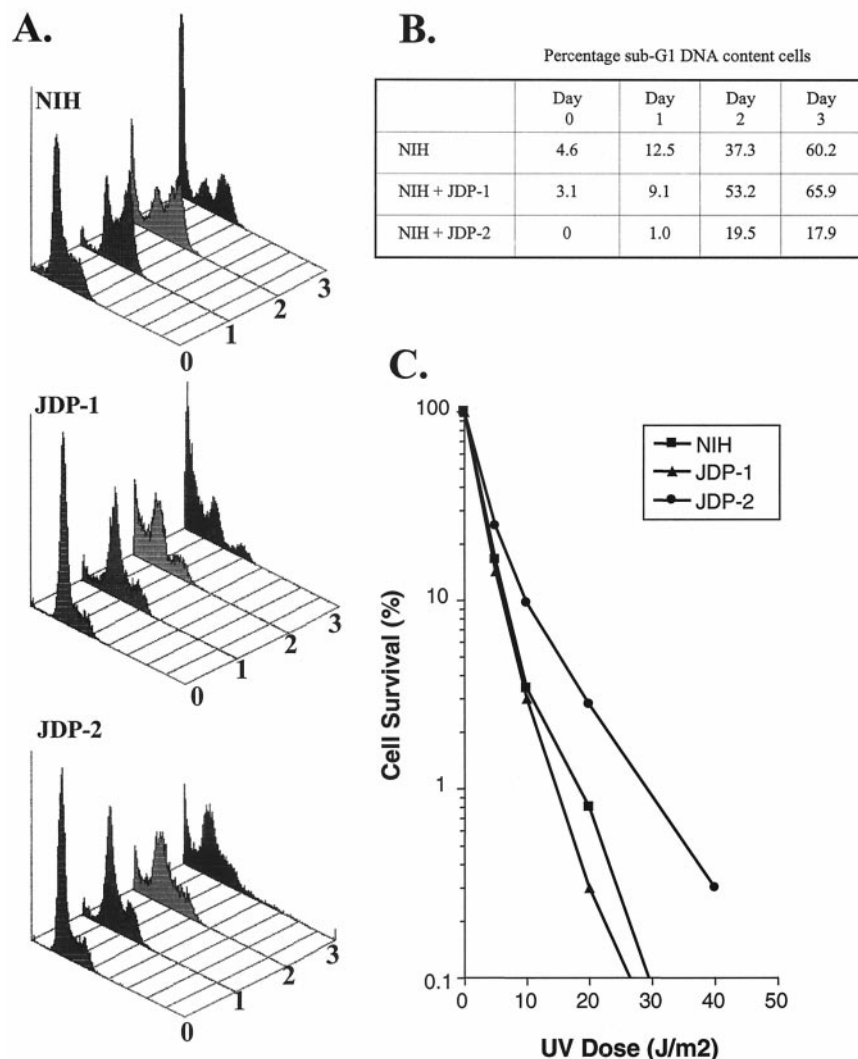 A.
NIH
0
1
2
3
JDP-1
0
1
2
3
JDP-2
0
1
2
3
B.
Percentage sub-G1 DNA content cells
Day 0 Day 1 Day 2 Day 3
NIH 4.6 12.5 37.3 60.2
NIH + JDP-1 3.1 9.1 53.2 65.9
NIH + JDP-2 0 1.0 19.5 17.9
C.
100
10
1
0.1
Cell Survival (%)
NIH
JDP-1
JDP-2
0 10 20 30 40 50
UV Dose (J/m2)